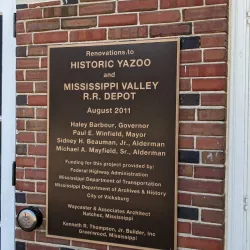 Renovations to
HISTORIC YAZOO
and
MISSISSIPPI VALLEY
R.R. DEPOT
August 2011
Haley Barbour, Governor
Paul E. Winfield, Mayor
Sidney H. Beauman, Jr., Alderman
Michael A. Mayfield, Sr., Alderman
Funding for this project provided by:
Federal Highway Administration
Mississippi Department of Transportation
Mississippi Department of Archives & History
City of Vicksburg
Waycaster & Associates Architect
Natchez, Mississippi
Kenneth R. Thompson, Jr. Builder, Inc
Greenwood, Mississippi